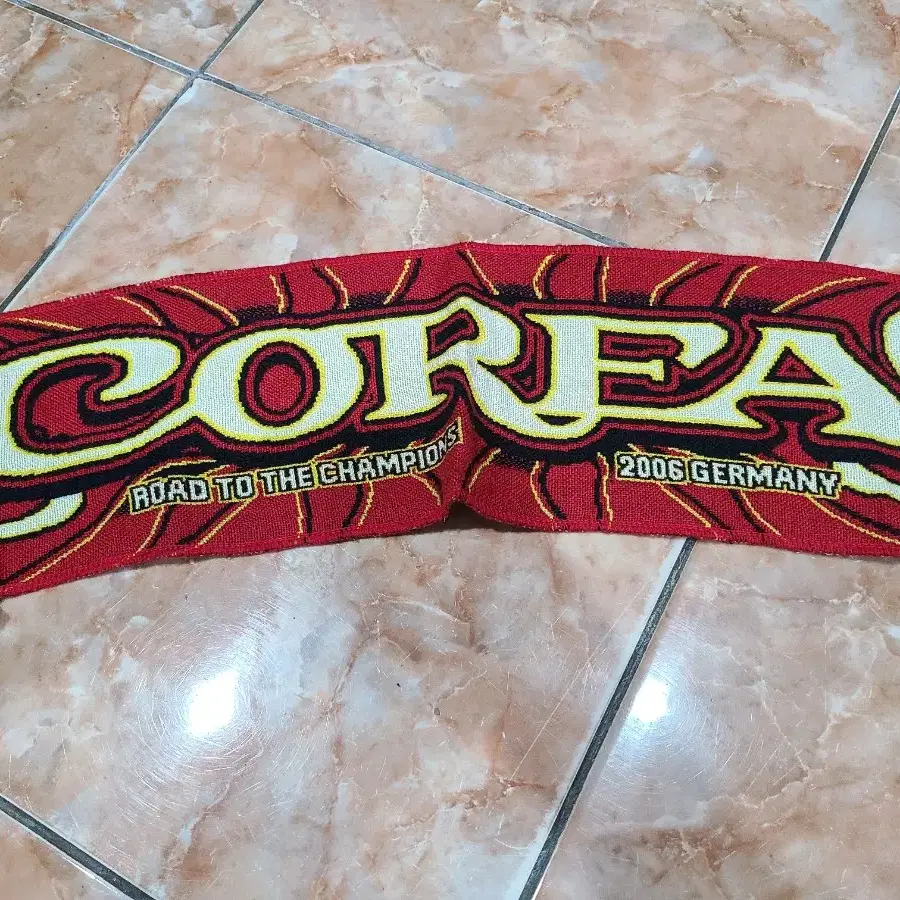 COREA
ROAD TO THE CHAMPIONS
2006 GERMANY